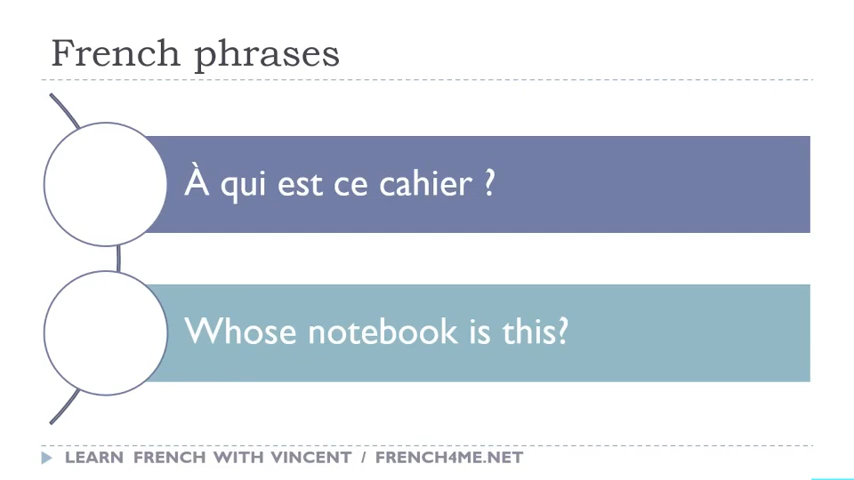 French phrases
À qui est ce cahier ?
Whose notebook is this?
LEARN FRENCH WITH VINCENT / FRENCH4ME.NET